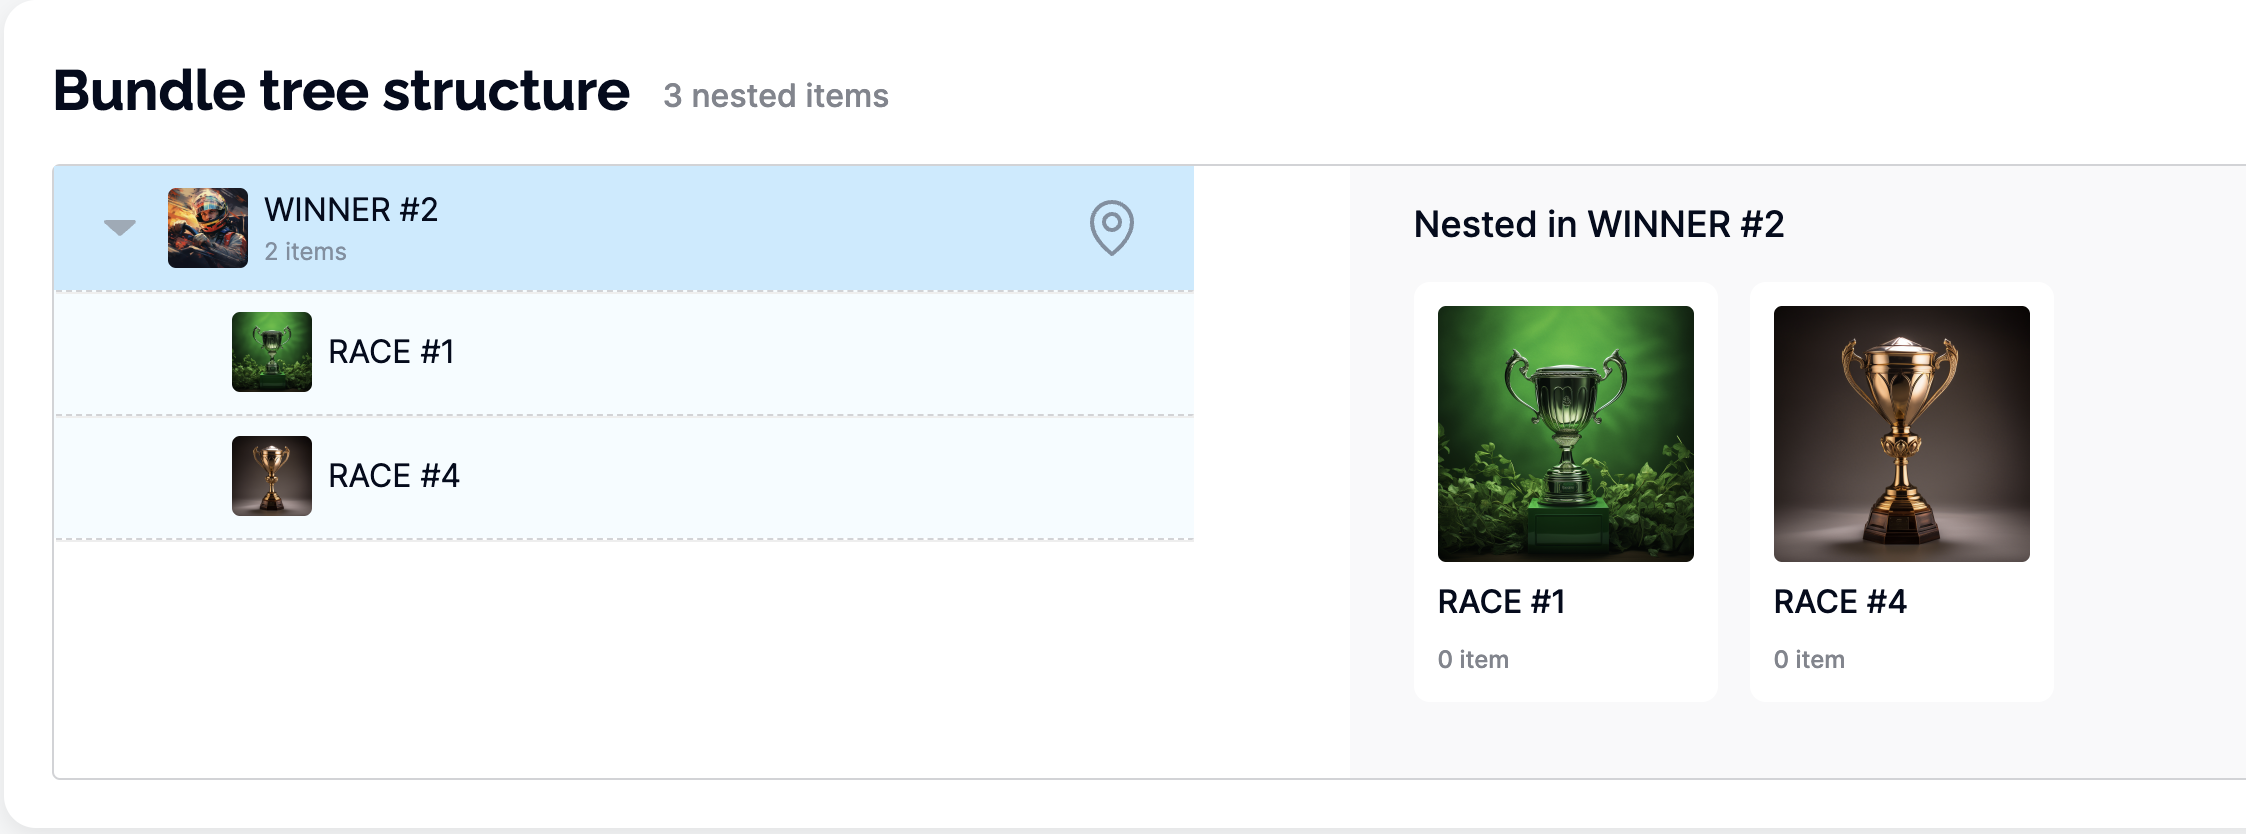 Bundle tree structure 3 nested items
WINNER #2
2 items
RACE #1
RACE #4
Nested in WINNER #2
RACE #1
0 item
RACE #4
0 item